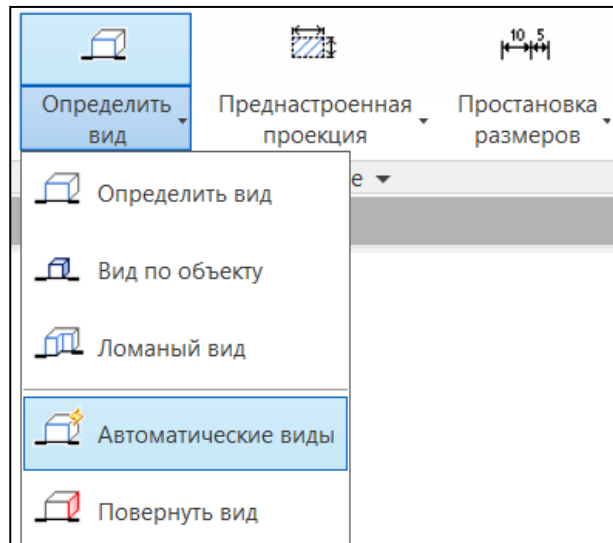 10 5
Определить Преднастроенная Простановка
вид проекция размеров
е
Определить вид
Вид по объекту
Ломаный вид
Автоматические виды
Повернуть вид